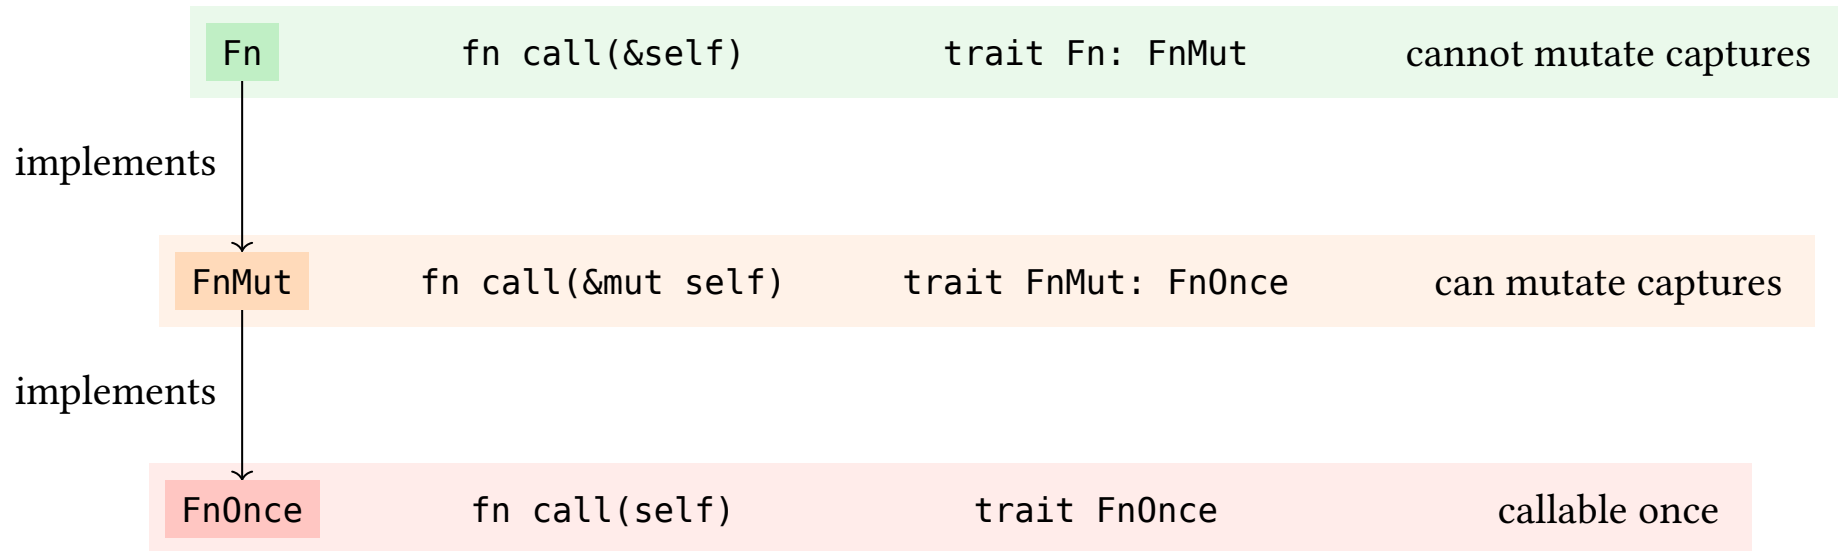 Fn fn call(&self) trait Fn: FnMut cannot mutate captures
implements
FnMut fn call(&mut self) trait FnMut: FnOnce can mutate captures
implements
FnOnce fn call(self) trait FnOnce callable once